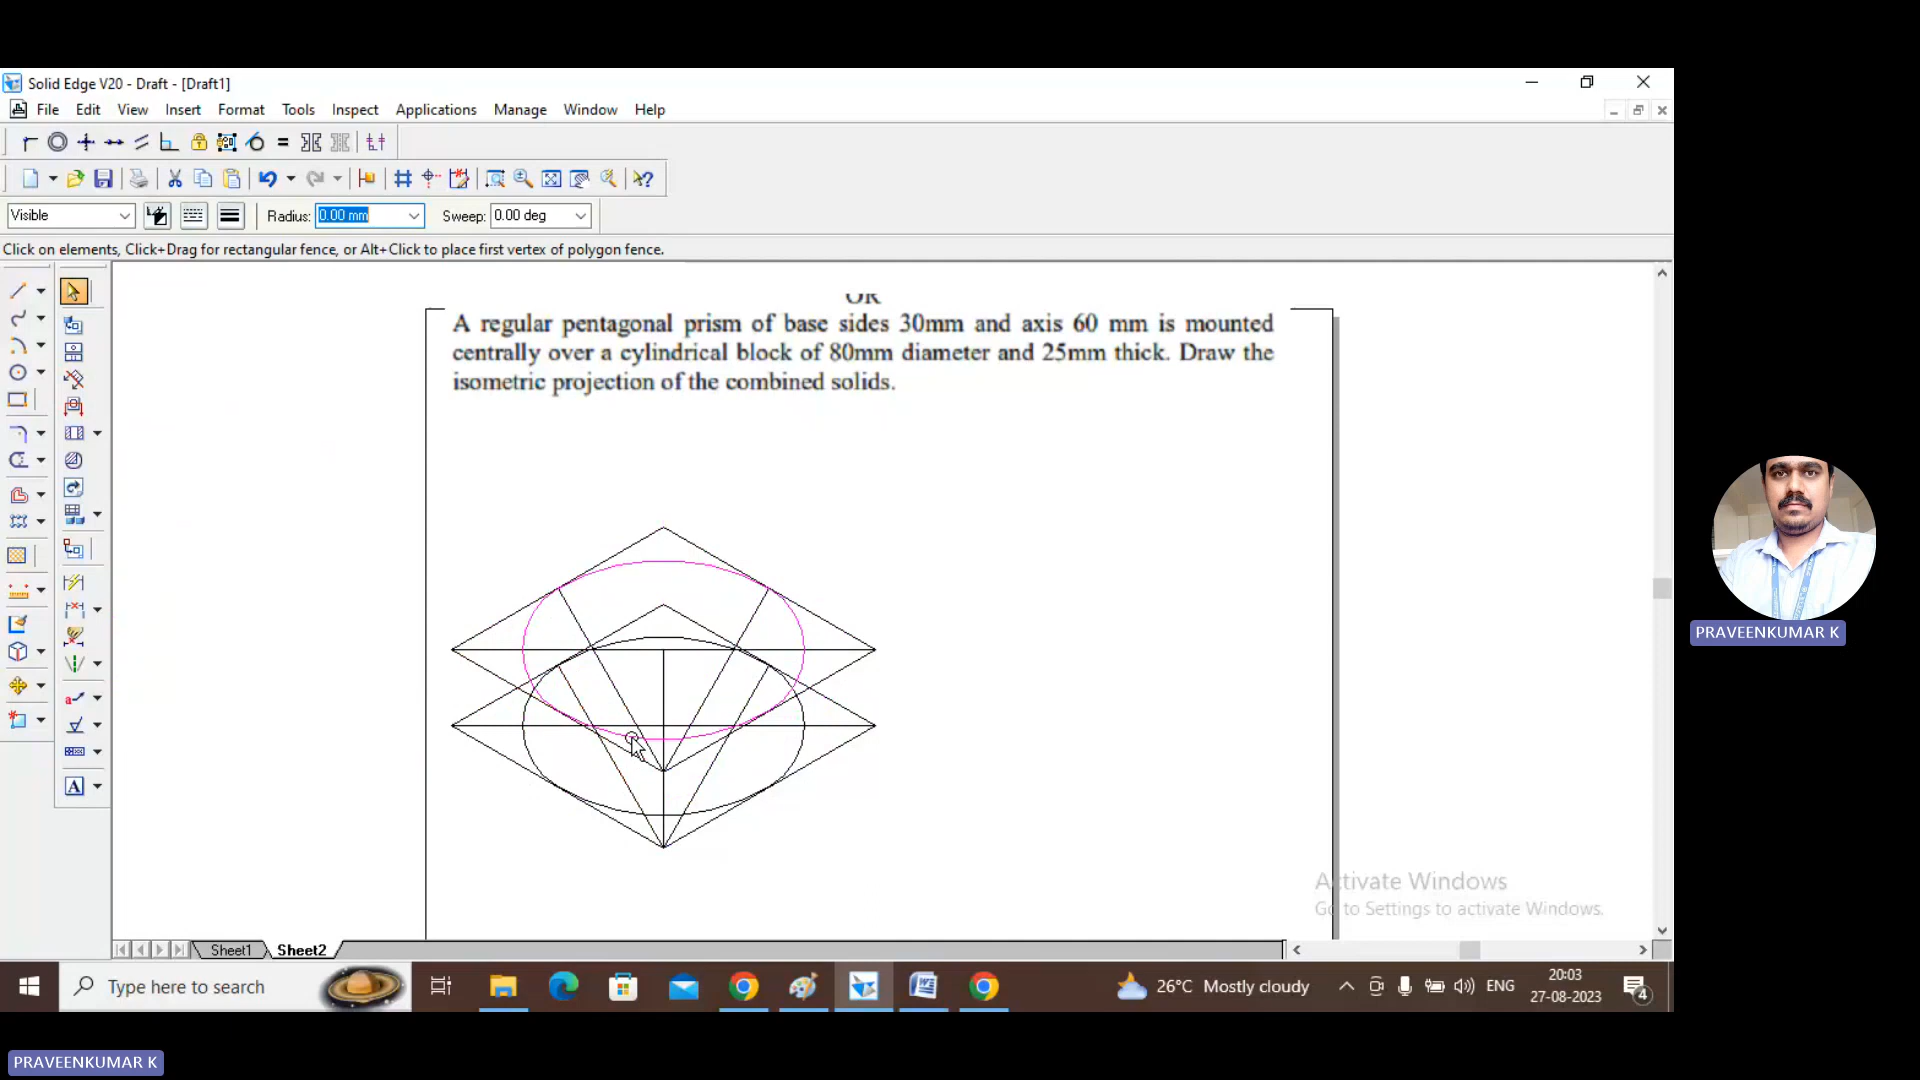 Solid Edge V20 - Draft - [Draft1]
File Edit View Insert Format Tools Inspect Applications Manage Window Help
Visible Radius: 0.00 mm Sweep: 0.00 deg
Click on elements, Click+Drag for rectangular fence, or Alt+Click to place first vertex of polygon fence.
OR
A regular pentagonal prism of base sides 30mm and axis 60 mm is mounted
centrally over a cylindrical block of 80mm diameter and 25mm thick. Draw the
isometric projection of the combined solids.
PRAVEENKUMAR K
Activate Windows
Go to Settings to activate Windows.
Sheet1 Sheet2
Type here to search
26°C Mostly cloudy
ENG
20:03
27-08-2023
4
PRAVEENKUMAR K